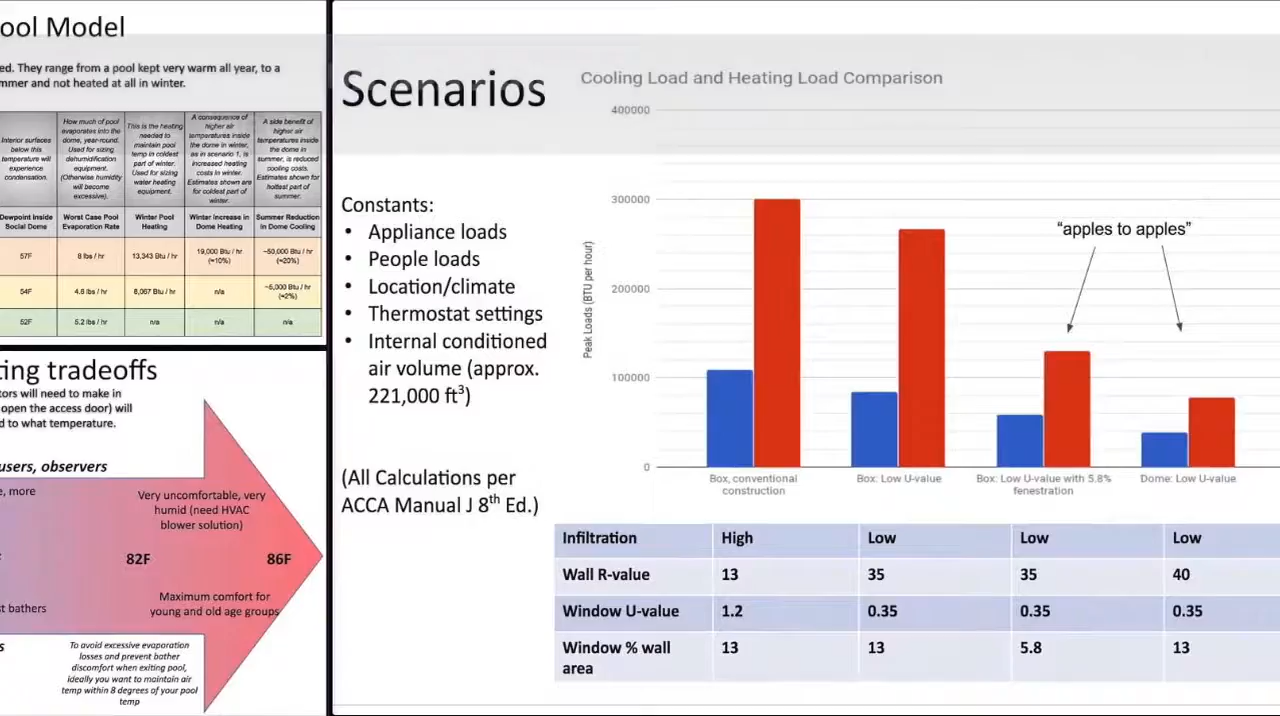 ool Model
ed. They range from a pool kept very warm all year, to a
mmer and not heated at all in winter.
Interior surfaces
below this
temperature will
experience
condensation.
How much of pool
evaporates into the
dome, year-round.
Used for sizing
dehumidification
equipment.
(Otherwise humidity
will become
excessive).
This is the heating
needed to
maintain pool
temp in coldest
part of winter.
Used for sizing
water heating
equipment.
A consequence of
higher air
temperatures inside
the dome in winter,
as in scenario 1, is
increased heating
costs in winter.
Estimates shown are
for coldest part of
winter.
A side benefit of
higher air
temperatures inside
the dome in
summer, is reduced
cooling costs.
Estimates shown for
hottest part of
summer.
Dewpoint Inside
Social Dome
Worst Case Pool
Evaporation Rate
Winter Pool
Heating
Winter Increase in
Dome Heating
Summer Reduction
in Dome Cooling
57F
8 lbs / hr
13,343 Btu / hr
19,000 Btu / hr
(≈10%)
~50,000 Btu / hr
(≈20%)
54F
4.8 lbs / hr
8,067 Btu / hr
n/a
~5,000 Btu / hr
(≈2%)
52F
5.2 lbs / hr
n/a
n/a
n/a
ting tradeoffs
tors will need to make in
open the access door) will
d to what temperature.
users, observers
e, more
Very uncomfortable, very
humid (need HVAC
blower solution)
82F
86F
st bathers
Maximum comfort for
young and old age groups
s
To avoid excessive evaporation
losses and prevent bather
discomfort when exiting pool,
ideally you want to maintain air
temp within 8 degrees of your pool
temp
Scenarios
Constants:
• Appliance loads
• People loads
• Location/climate
• Thermostat settings
• Internal conditioned
air volume (approx.
221,000 ft³)
(All Calculations per
ACCA Manual J 8th Ed.)
Cooling Load and Heating Load Comparison
Peak Loads (BTU per hour)
400000
300000
200000
100000
0
“apples to apples”
Box, conventional
construction
Box: Low U-value
Box: Low U-value with 5.8%
fenestration
Dome: Low U-value
Infiltration High Low Low Low
Wall R-value 13 35 35 40
Window U-value 1.2 0.35 0.35 0.35
Window % wall
area 13 13 5.8 13